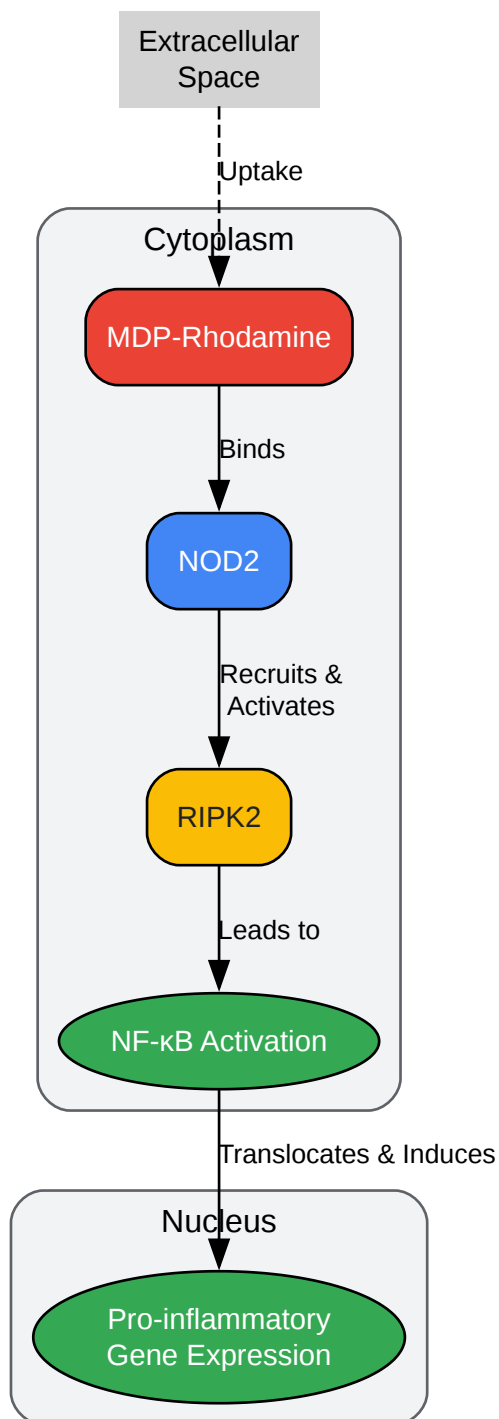 Extracellular
Space
Uptake
Cytoplasm
MDP-Rhodamine
Binds
NOD2
Recruits &
Activates
RIPK2
Leads to
NF-κB Activation
Translocates & Induces
Nucleus
Pro-inflammatory
Gene Expression